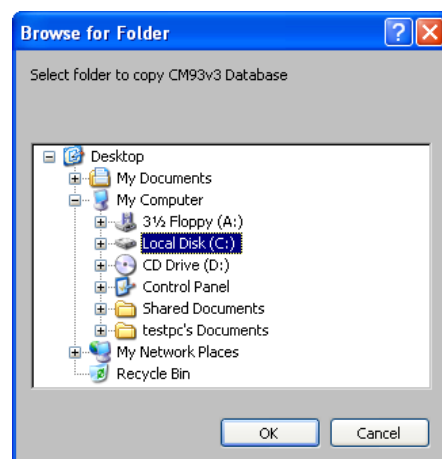 Browse for Folder
Select folder to copy CM93v3 Database
Desktop
My Documents
My Computer
3½ Floppy (A:)
Local Disk (C:)
CD Drive (D:)
Control Panel
Shared Documents
testpc's Documents
My Network Places
Recycle Bin
OK Cancel